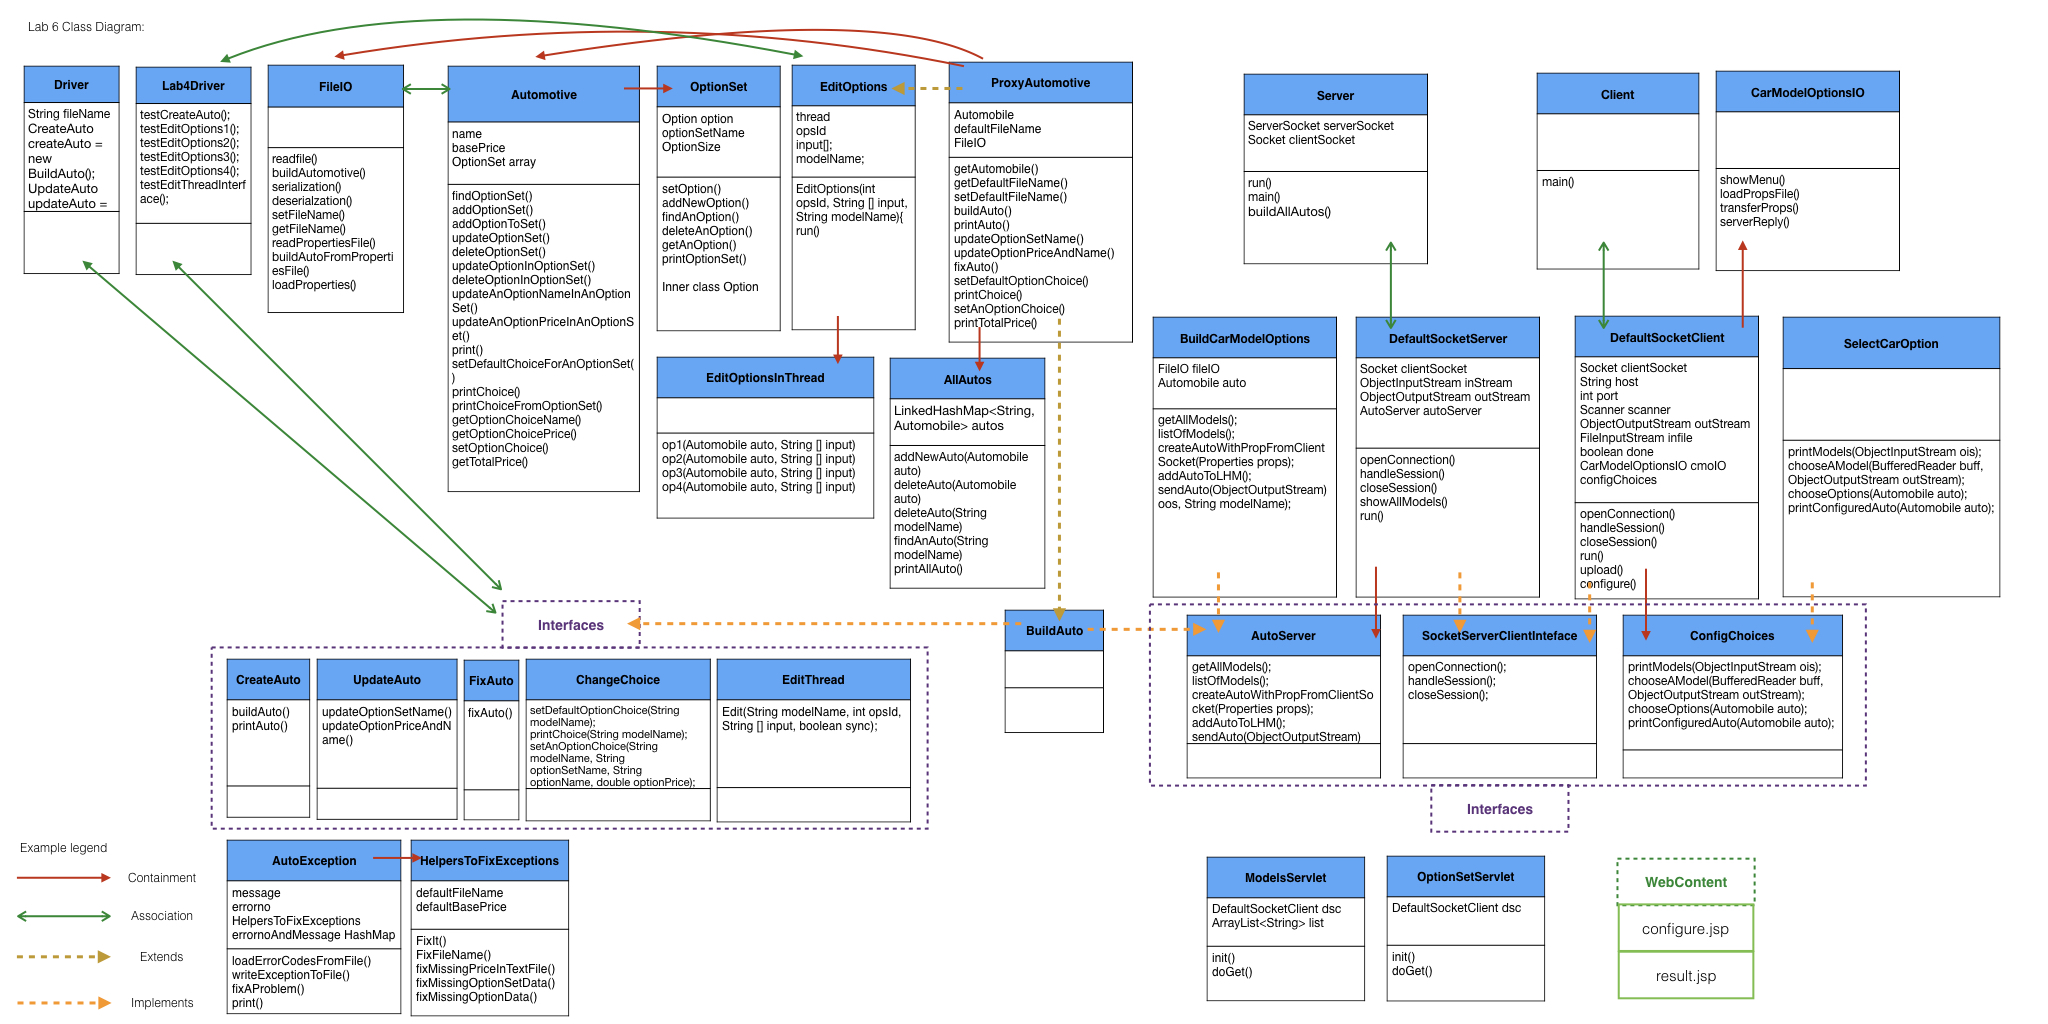 Lab 6 Class Diagram:
Driver
String fileName
CreateAuto
createAuto =
new
BuildAuto();
UpdateAuto
updateAuto =
Lab4Driver
testCreateAuto();
testEditOptions1();
testEditOptions2();
testEditOptions3();
testEditOptions4();
testEditThreadInterf
ace();
FileIO
readfile()
buildAutomotive()
serialization()
deserialzation()
setFileName()
getFileName()
readPropertiesFile()
buildAutoFromProperti
esFile()
loadProperties()
Automotive
name
basePrice
OptionSet array
findOptionSet()
addOptionSet()
addOptionToSet()
updateOptionSet()
deleteOptionSet()
updateOptionInOptionSet()
deleteOptionInOptionSet()
updateAnOptionNameInAnOption
Set()
updateAnOptionPriceInAnOptionS
et()
print()
setDefaultChoiceForAnOptionSet(
)
printChoice()
printChoiceFromOptionSet()
getOptionChoiceName()
getOptionChoicePrice()
setOptionChoice()
getTotalPrice()
OptionSet
Option option
optionSetName
OptionSize
setOption()
addNewOption()
findAnOption()
deleteAnOption()
getAnOption()
printOptionSet()
Inner class Option
EditOptions
thread
opsId
input[];
modelName;
EditOptions(int
opsId, String [] input,
String modelName){
run()
ProxyAutomotive
Automobile
defaultFileName
FileIO
getAutomobile()
getDefaultFileName()
setDefaultFileName()
buildAuto()
printAuto()
updateOptionSetName()
updateOptionPriceAndName()
fixAuto()
setDefaultOptionChoice()
printChoice()
setAnOptionChoice()
printTotalPrice()
Server
ServerSocket serverSocket
Socket clientSocket
run()
main()
buildAllAutos()
Client
main()
CarModelOptionsIO
showMenu()
loadPropsFile()
transferProps()
serverReply()
EditOptionsInThread
op1(Automobile auto, String [] input)
op2(Automobile auto, String [] input)
op3(Automobile auto, String [] input)
op4(Automobile auto, String [] input)
AllAutos
LinkedHashMap<String,
Automobile> autos
addNewAuto(Automobile
auto)
deleteAuto(Automobile
auto)
deleteAuto(String
modelName)
findAnAuto(String
modelName)
printAllAuto()
BuildCarModelOptions
FileIO fileIO
Automobile auto
getAllModels();
listOfModels();
createAutoWithPropFromClient
Socket(Properties props);
addAutoToLHM();
sendAuto(ObjectOutputStream)
oos, String modelName);
DefaultSocketServer
Socket clientSocket
ObjectInputStream inStream
ObjectOutputStream outStream
AutoServer autoServer
openConnection()
handleSession()
closeSession()
showAllModels()
run()
DefaultSocketClient
Socket clientSocket
String host
int port
Scanner scanner
ObjectOutputStream outStream
FileInputStream infile
boolean done
CarModelOptionsIO cmoIO
configChoices
openConnection()
handleSession()
closeSession()
run()
upload()
configure()
SelectCarOption
printModels(ObjectInputStream ois);
chooseAModel(BufferedReader buff,
ObjectOutputStream outStream);
chooseOptions(Automobile auto);
printConfiguredAuto(Automobile auto);
Interfaces
BuildAuto
CreateAuto
buildAuto()
printAuto()
UpdateAuto
updateOptionSetName()
updateOptionPriceAndN
ame()
FixAuto
fixAuto()
ChangeChoice
setDefaultOptionChoice(String
modelName);
printChoice(String modelName);
setAnOptionChoice(String
modelName, String
optionSetName, String
optionName, double optionPrice);
EditThread
Edit(String modelName, int opsId,
String [] input, boolean sync);
AutoServer
getAllModels();
listOfModels();
createAutoWithPropFromClientSo
cket(Properties props);
addAutoToLHM();
sendAuto(ObjectOutputStream)
SocketServerClientInteface
openConnection();
handleSession();
closeSession();
ConfigChoices
printModels(ObjectInputStream ois);
chooseAModel(BufferedReader buff,
ObjectOutputStream outStream);
chooseOptions(Automobile auto);
printConfiguredAuto(Automobile auto);
Interfaces
Example legend
Containment
Association
Extends
Implements
AutoException
message
errorno
HelpersToFixExceptions
errornoAndMessage HashMap
loadErrorCodesFromFile()
writeExceptionToFile()
fixAProblem()
print()
HelpersToFixExceptions
defaultFileName
defaultBasePrice
FixIt()
FixFileName()
fixMissingPriceInTextFile()
fixMissingOptionSetData()
fixMissingOptionData()
ModelsServlet
DefaultSocketClient dsc
ArrayList<String> list
init()
doGet()
OptionSetServlet
DefaultSocketClient dsc
init()
doGet()
WebContent
configure.jsp
result.jsp